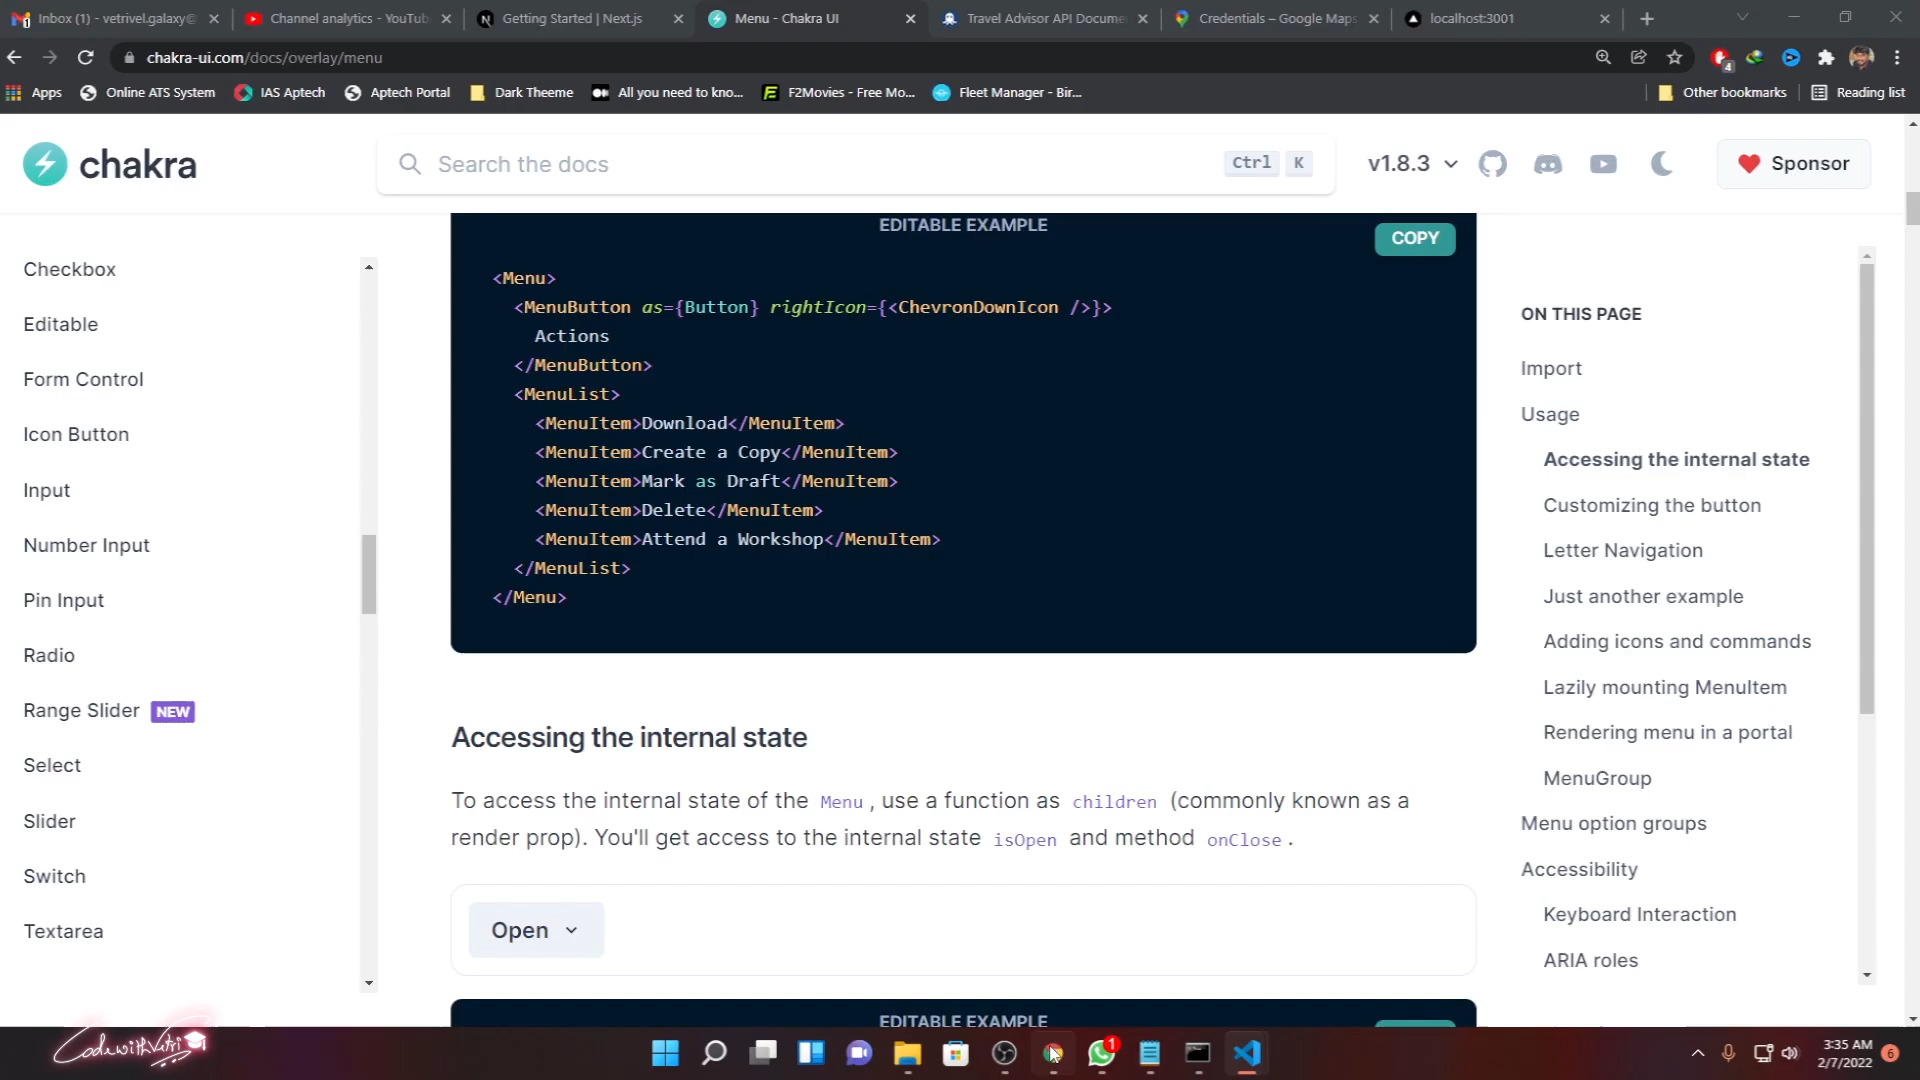 Inbox (1) - vetrivel.galaxy@
Channel analytics - YouTub
Getting Started | Next.js
Menu - Chakra UI
Travel Advisor API Docume
Credentials – Google Maps
localhost:3001
chakra-ui.com/docs/overlay/menu
4
Apps
Online ATS System
IAS Aptech
Aptech Portal
Dark Theeme
All you need to kno...
F2Movies - Free Mo...
Fleet Manager - Bir...
Other bookmarks
Reading list
chakra
Search the docs
Ctrl
K
v1.8.3
Sponsor
Checkbox
Editable
Form Control
Icon Button
Input
Number Input
Pin Input
Radio
Range Slider NEW
Select
Slider
Switch
Textarea
EDITABLE EXAMPLE
COPY
<Menu>
<MenuButton as={Button} rightIcon={<ChevronDownIcon />}>
Actions
</MenuButton>
<MenuList>
<MenuItem>Download</MenuItem>
<MenuItem>Create a Copy</MenuItem>
<MenuItem>Mark as Draft</MenuItem>
<MenuItem>Delete</MenuItem>
<MenuItem>Attend a Workshop</MenuItem>
</MenuList>
</Menu>
Accessing the internal state
To access the internal state of the Menu , use a function as children (commonly known as a
render prop). You'll get access to the internal state isOpen and method onClose .
Open
EDITABLE EXAMPLE
ON THIS PAGE
Import
Usage
Accessing the internal state
Customizing the button
Letter Navigation
Just another example
Adding icons and commands
Lazily mounting MenuItem
Rendering menu in a portal
MenuGroup
Menu option groups
Accessibility
Keyboard Interaction
ARIA roles
CodewithVetri
1
3:35 AM
2/7/2022
6